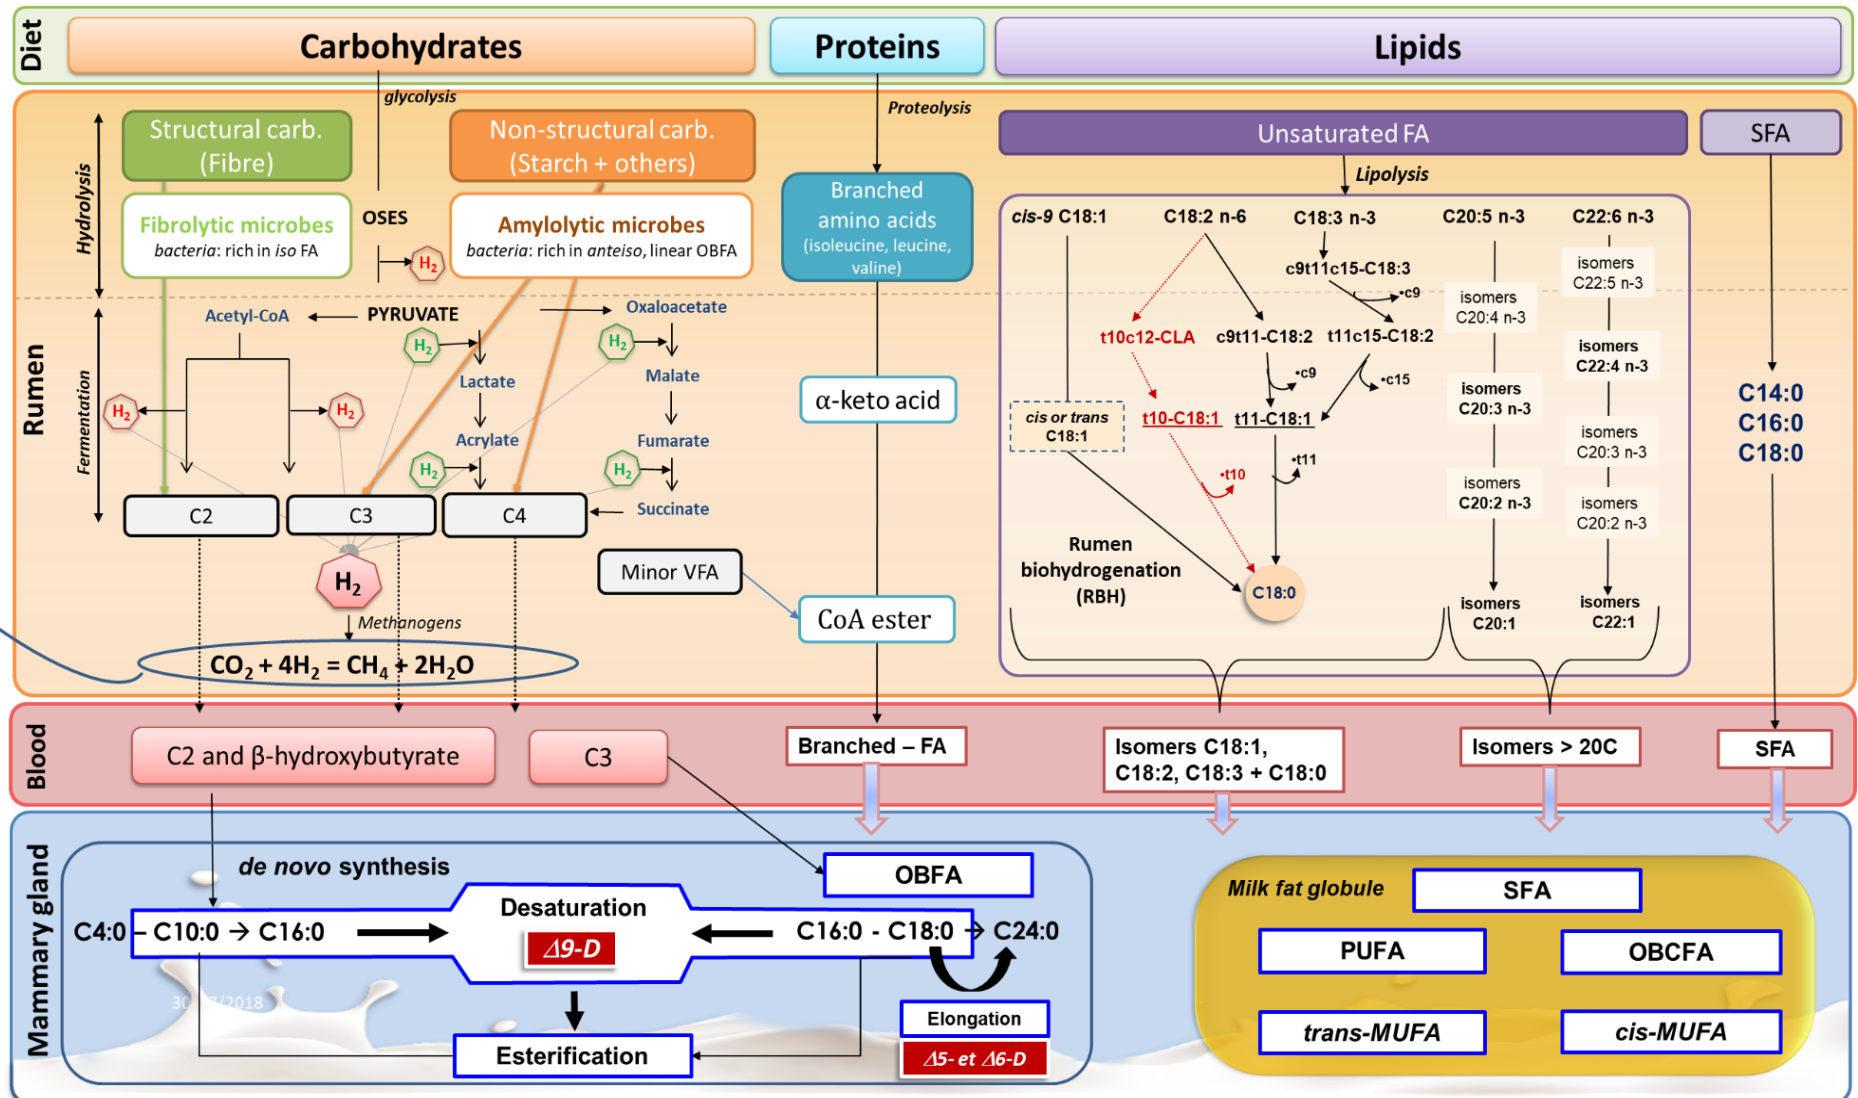 Diet
Carbohydrates
Proteins
Lipids
glycolysis
Proteolysis
Rumen
Hydrolysis
Fermentation
Structural carb.
(Fibre)
Non-structural carb.
(Starch + others)
Fibrolytic microbes
bacteria: rich in iso FA
OSES
H₂
Amylolytic microbes
bacteria: rich in anteiso, linear OBFA
Branched
amino acids
(isoleucine, leucine,
valine)
Unsaturated FA
SFA
Lipolysis
cis-9 C18:1
C18:2 n-6
C18:3 n-3
C20:5 n-3
C22:6 n-3
c9t11c15-C18:3
•c9
isomers
C22:5 n-3
isomers
C20:4 n-3
Acetyl-CoA
PYRUVATE
Oxaloacetate
H₂
H₂
t10c12-CLA
c9t11-C18:2
t11c15-C18:2
isomers
C22:4 n-3
Lactate
Malate
•c9
•c15
isomers
C20:3 n-3
H₂
H₂
α-keto acid
C14:0
C16:0
C18:0
cis or trans
C18:1
t10-C18:1
t11-C18:1
Acrylate
Fumarate
isomers
C20:3 n-3
H₂
H₂
•t10
•t11
isomers
C20:2 n-3
isomers
C20:2 n-3
C2
C3
C4
Succinate
H₂
Minor VFA
Rumen
biohydrogenation
(RBH)
C18:0
isomers
C20:1
isomers
C22:1
Methanogens
CoA ester
CO₂ + 4H₂ = CH₄ + 2H₂O
Blood
C2 and β-hydroxybutyrate
C3
Branched – FA
Isomers C18:1,
C18:2, C18:3 + C18:0
Isomers > 20C
SFA
Mammary gland
de novo synthesis
OBFA
C4:0 – C10:0 → C16:0
Desaturation
Δ9-D
C16:0 - C18:0 → C24:0
Elongation
Δ5- et Δ6-D
Esterification
Milk fat globule
SFA
PUFA
OBCFA
trans-MUFA
cis-MUFA
/2018